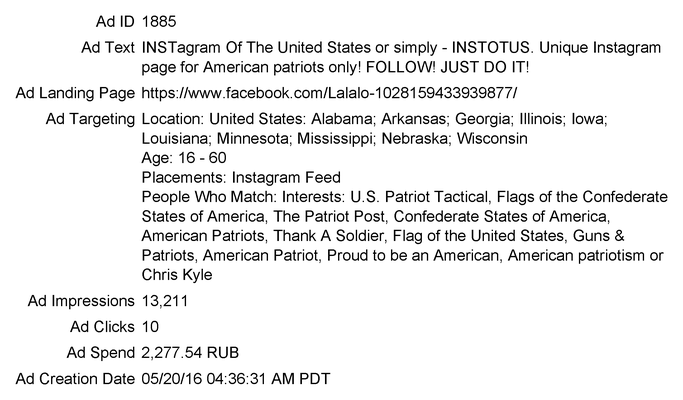 Ad ID 1885
Ad Text INSTagram Of The United States or simply - INSTOTUS. Unique Instagram
page for American patriots only! FOLLOW! JUST DO IT!
Ad Landing Page https://www.facebook.com/Lalalo-1028159433939877/
Ad Targeting Location: United States: Alabama; Arkansas; Georgia; Illinois; Iowa;
Louisiana; Minnesota; Mississippi; Nebraska; Wisconsin
Age: 16 - 60
Placements: Instagram Feed
People Who Match: Interests: U.S. Patriot Tactical, Flags of the Confederate
States of America, The Patriot Post, Confederate States of America,
American Patriots, Thank A Soldier, Flag of the United States, Guns &
Patriots, American Patriot, Proud to be an American, American patriotism or
Chris Kyle
Ad Impressions 13,211
Ad Clicks 10
Ad Spend 2,277.54 RUB
Ad Creation Date 05/20/16 04:36:31 AM PDT